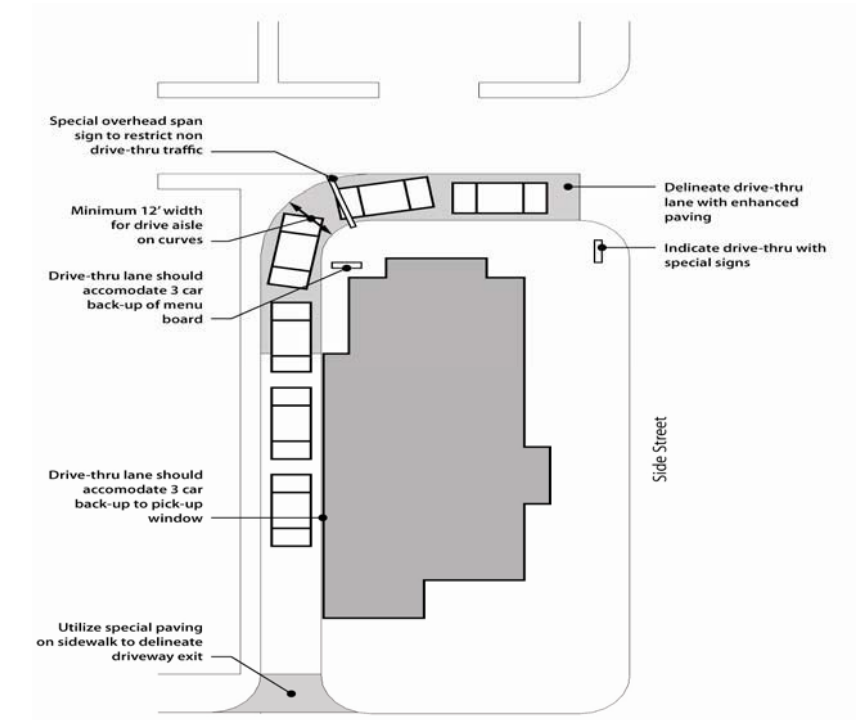 Special overhead span
sign to restrict non
drive-thru traffic
Minimum 12' width
for drive aisle
on curves
Drive-thru lane should
accomodate 3 car
back-up of menu
board
Drive-thru lane should
accomodate 3 car
back-up to pick-up
window
Utilize special paving
on sidewalk to delineate
driveway exit
Delineate drive-thru
lane with enhanced
paving
Indicate drive-thru with
special signs
Side Street